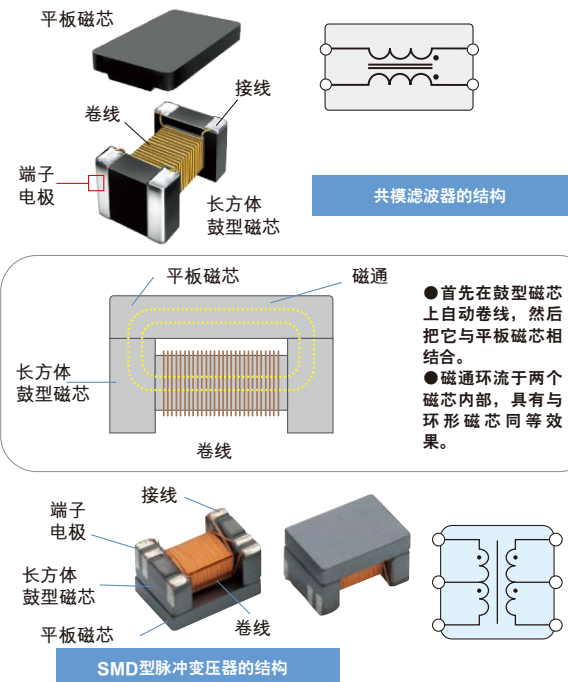 平板磁芯
接线
卷线
端子
电极
长方体
鼓型磁芯
共模滤波器的结构
平板磁芯
磁通
长方体
鼓型磁芯
卷线
●首先在鼓型磁芯
上自动卷线，然后
把它与平板磁芯相
结合。
●磁通环流于两个
磁芯内部，具有与
环形磁芯同等效
果。
接线
端子
电极
长方体
鼓型磁芯
平板磁芯
卷线
SMD型脉冲变压器的结构